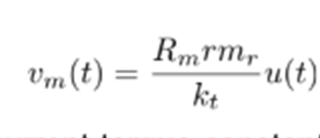 v_m(t) = \frac{R_m r m_r}{k_t} u(t)